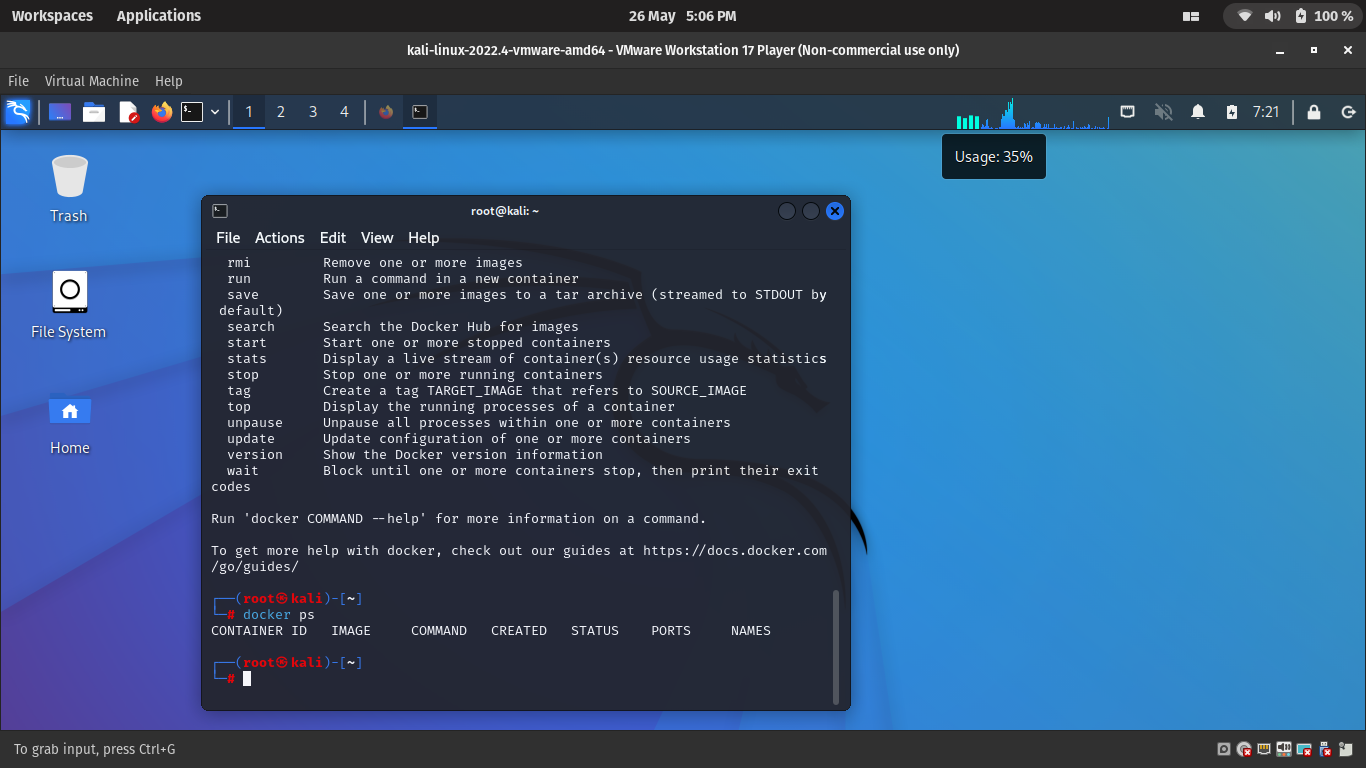 Workspaces Applications 26 May 5:06 PM 100 %
kali-linux-2022.4-vmware-amd64 - VMware Workstation 17 Player (Non-commercial use only)
File Virtual Machine Help
1 2 3 4 7:21
Usage: 35%
Trash
File System
Home
root@kali: ~
File Actions Edit View Help
rmi Remove one or more images
run Run a command in a new container
save Save one or more images to a tar archive (streamed to STDOUT by
default)
search Search the Docker Hub for images
start Start one or more stopped containers
stats Display a live stream of container(s) resource usage statistics
stop Stop one or more running containers
tag Create a tag TARGET_IMAGE that refers to SOURCE_IMAGE
top Display the running processes of a container
unpause Unpause all processes within one or more containers
update Update configuration of one or more containers
version Show the Docker version information
wait Block until one or more containers stop, then print their exit
codes
Run 'docker COMMAND --help' for more information on a command.
To get more help with docker, check out our guides at https://docs.docker.com
/go/guides/
┌──(root㉿kali)-[~]
└─# docker ps
CONTAINER ID IMAGE COMMAND CREATED STATUS PORTS NAMES
┌──(root㉿kali)-[~]
└─#
To grab input, press Ctrl+G